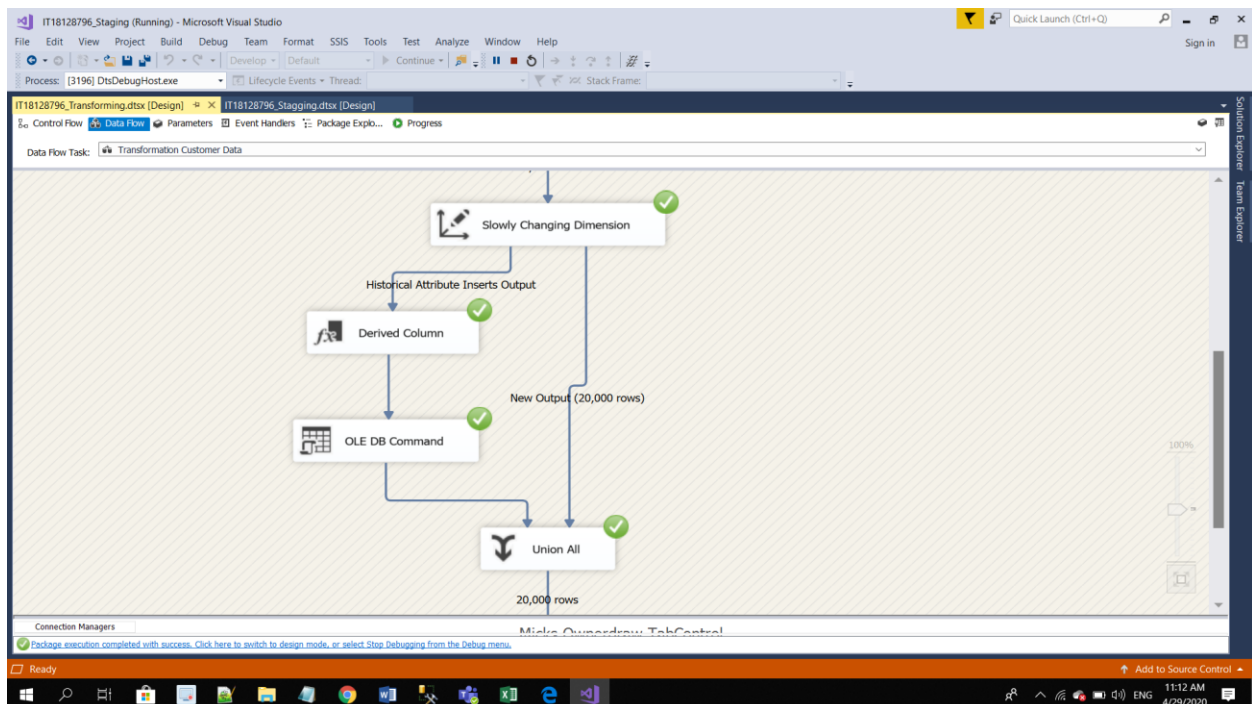 IT18128796_Staging (Running) - Microsoft Visual Studio
Quick Launch (Ctrl+Q)
File Edit View Project Build Debug Team Format SSIS Tools Test Analyze Window Help
Sign in
Develop Default Continue
Process: [3196] DtsDebugHost.exe Lifecycle Events Thread: Stack Frame:
IT18128796_Transforming.dtsx [Design] IT18128796_Stagging.dtsx [Design]
Control Flow Data Flow Parameters Event Handlers Package Explo... Progress
Data Flow Task: Transformation Customer Data
Solution Explorer
Team Explorer
Slowly Changing Dimension
Historical Attribute Inserts Output
fx Derived Column
New Output (20,000 rows)
OLE DB Command
100%
Union All
20,000 rows
Connection Managers
Micks Ownerdraw TabControl
Package execution completed with success. Click here to switch to design mode, or select Stop Debugging from the Debug menu.
Ready
Add to Source Control
ENG
11:12 AM
4/29/2020